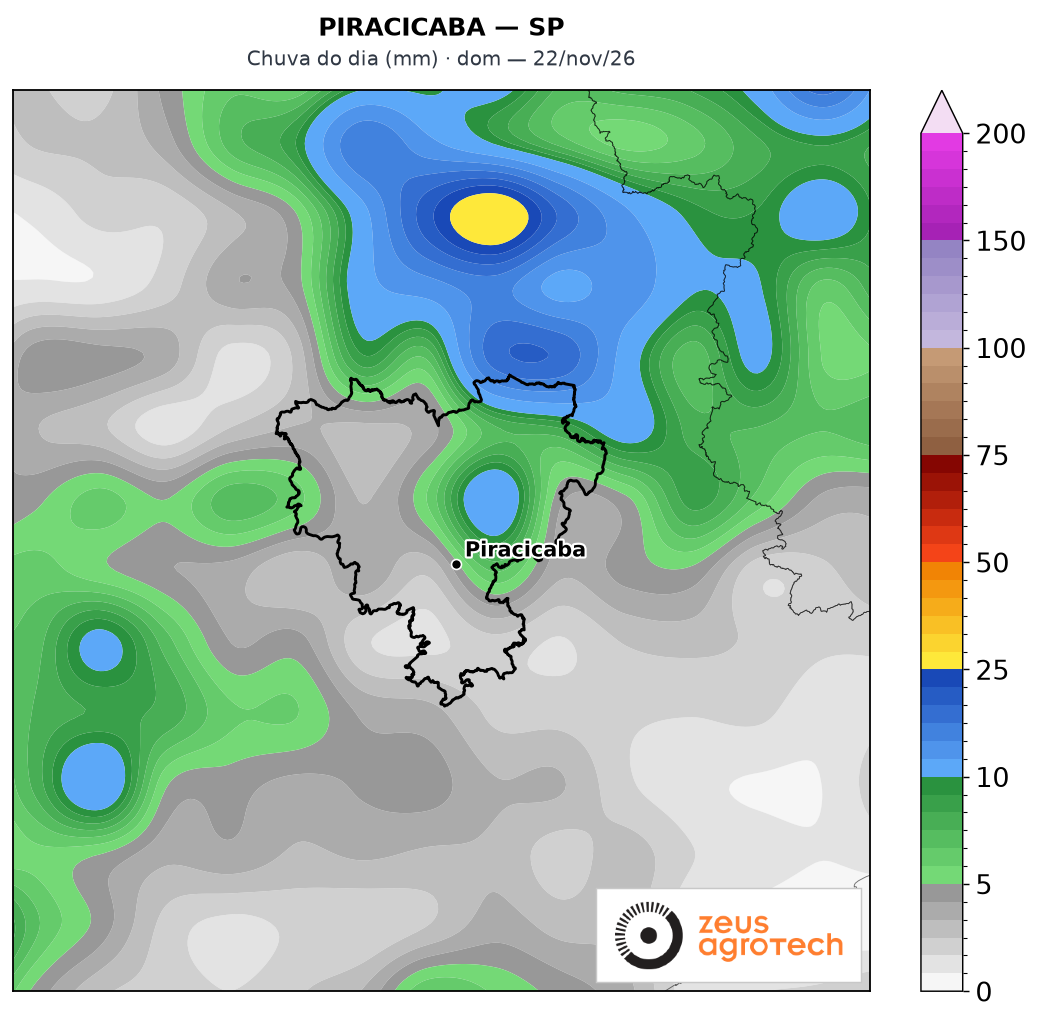 PIRACICABA — SP
Chuva do dia (mm) · dom — 22/nov/26
200
150
100
75
50
25
10
5
0
Piracicaba
zeus
agrotech